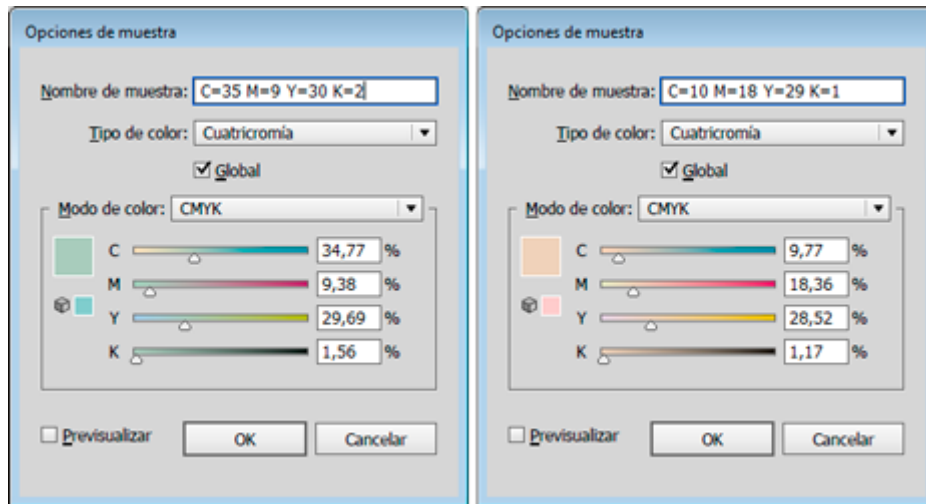 Opciones de muestra
Nombre de muestra: C=35 M=9 Y=30 K=2
Tipo de color: Cuatricromía
Global
Modo de color: CMYK
C 34,77 %
M 9,38 %
Y 29,69 %
K 1,56 %
Previsualizar OK Cancelar
Opciones de muestra
Nombre de muestra: C=10 M=18 Y=29 K=1
Tipo de color: Cuatricromía
Global
Modo de color: CMYK
C 9,77 %
M 18,36 %
Y 28,52 %
K 1,17 %
Previsualizar OK Cancelar